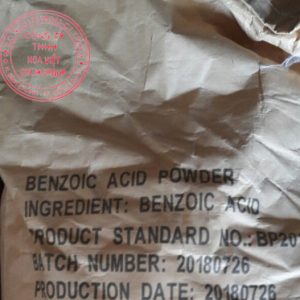 BENZOIC ACID POWDER
INGREDIENT: BENZOIC ACID
PRODUCT STANDARD NO.: BP20
BATCH NUMBER: 20180726
PRODUCTION DATE: 20180726